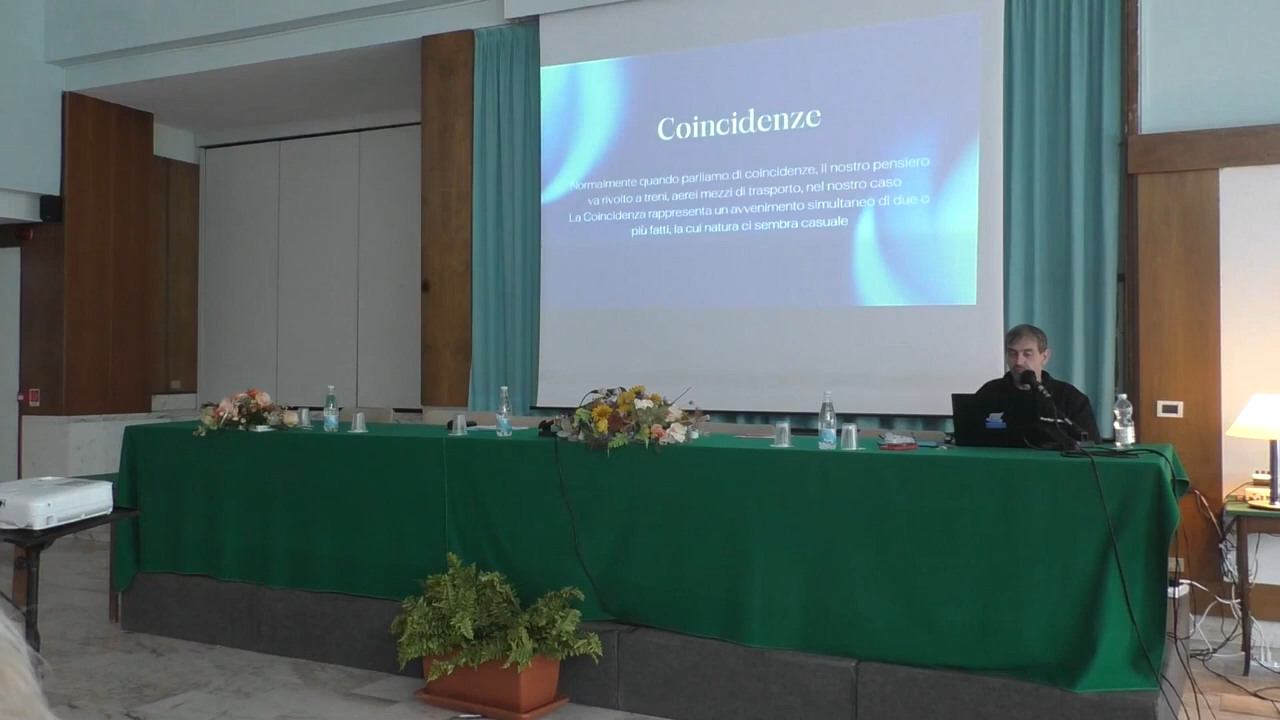 Coincidenze
Normalmente quando parliamo di coincidenze, il nostro pensiero
va rivolto a treni, aerei mezzi di trasporto, nel nostro caso
La Coincidenza rappresenta un avvenimento simultaneo di due o
più fatti, la cui natura ci sembra casuale